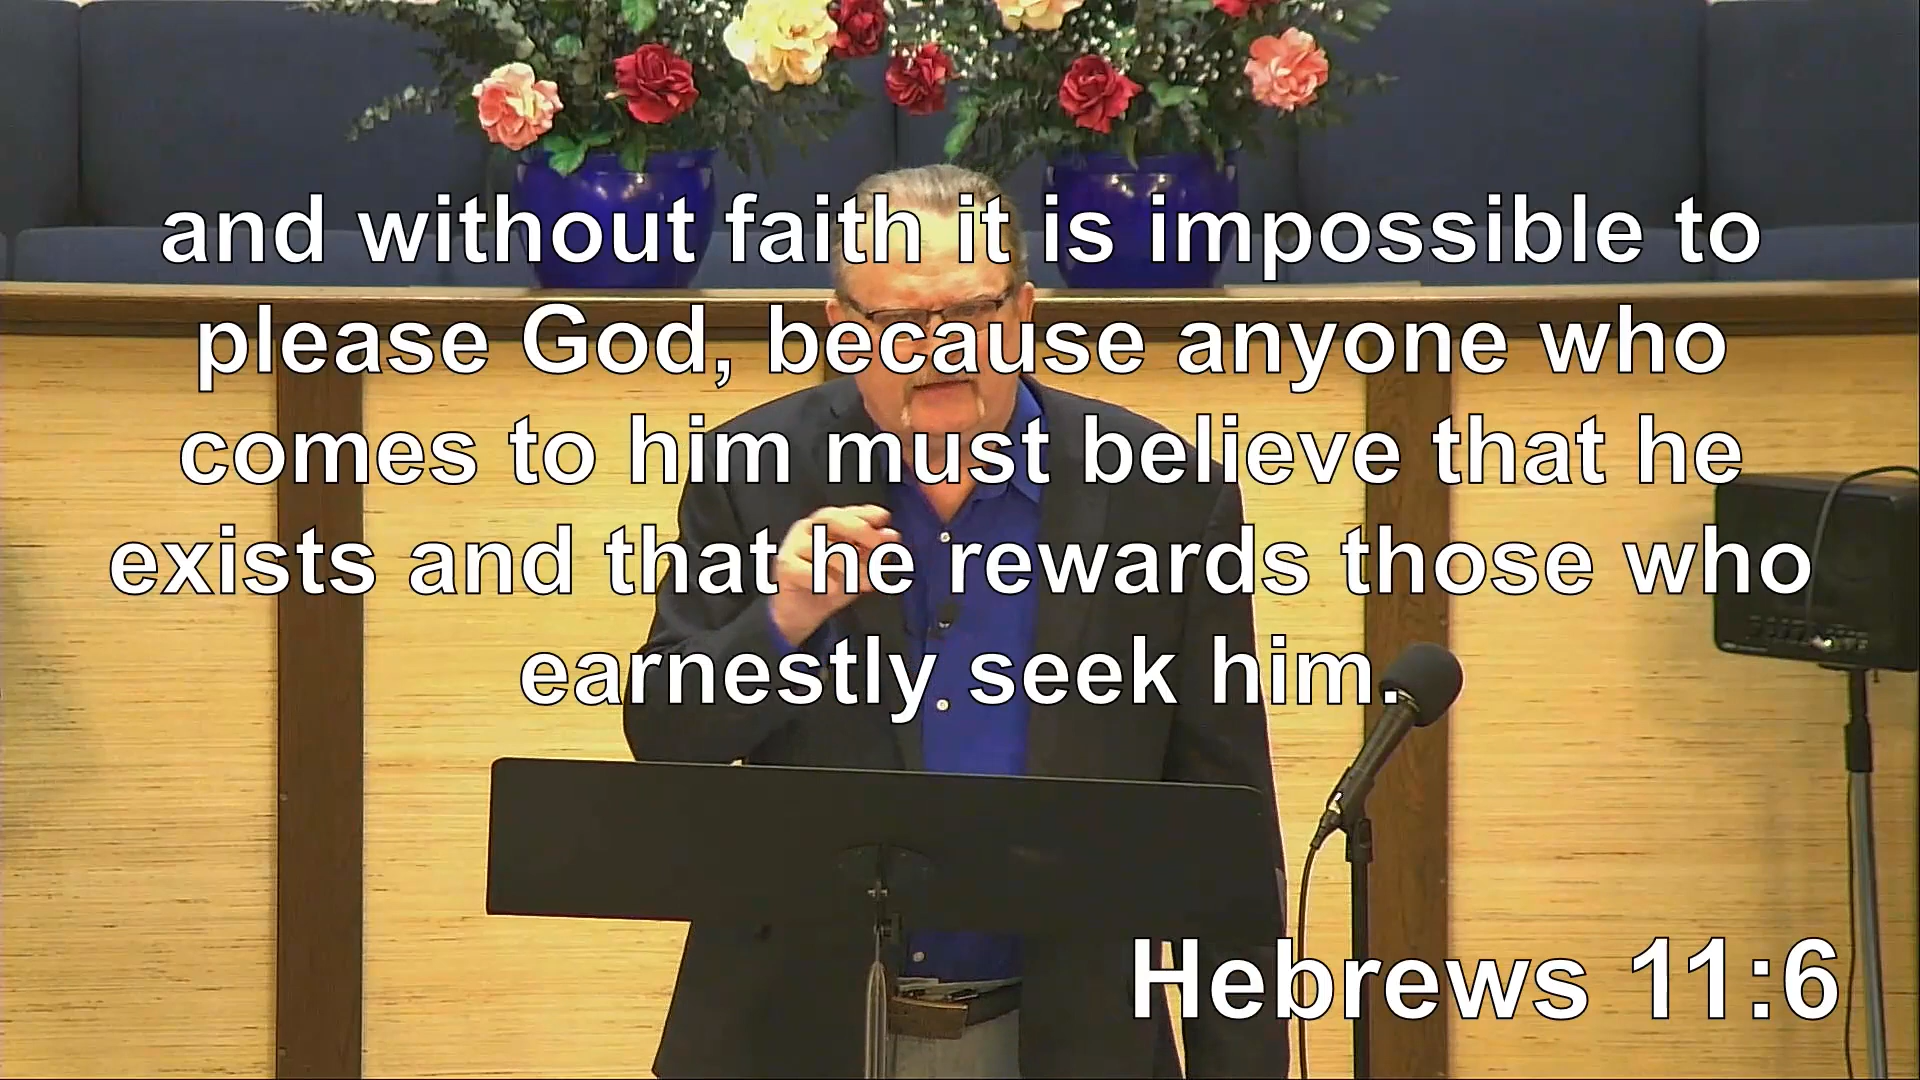 and without faith it is impossible to
please God, because anyone who
comes to him must believe that he
exists and that he rewards those who
earnestly seek him.
Hebrews 11:6